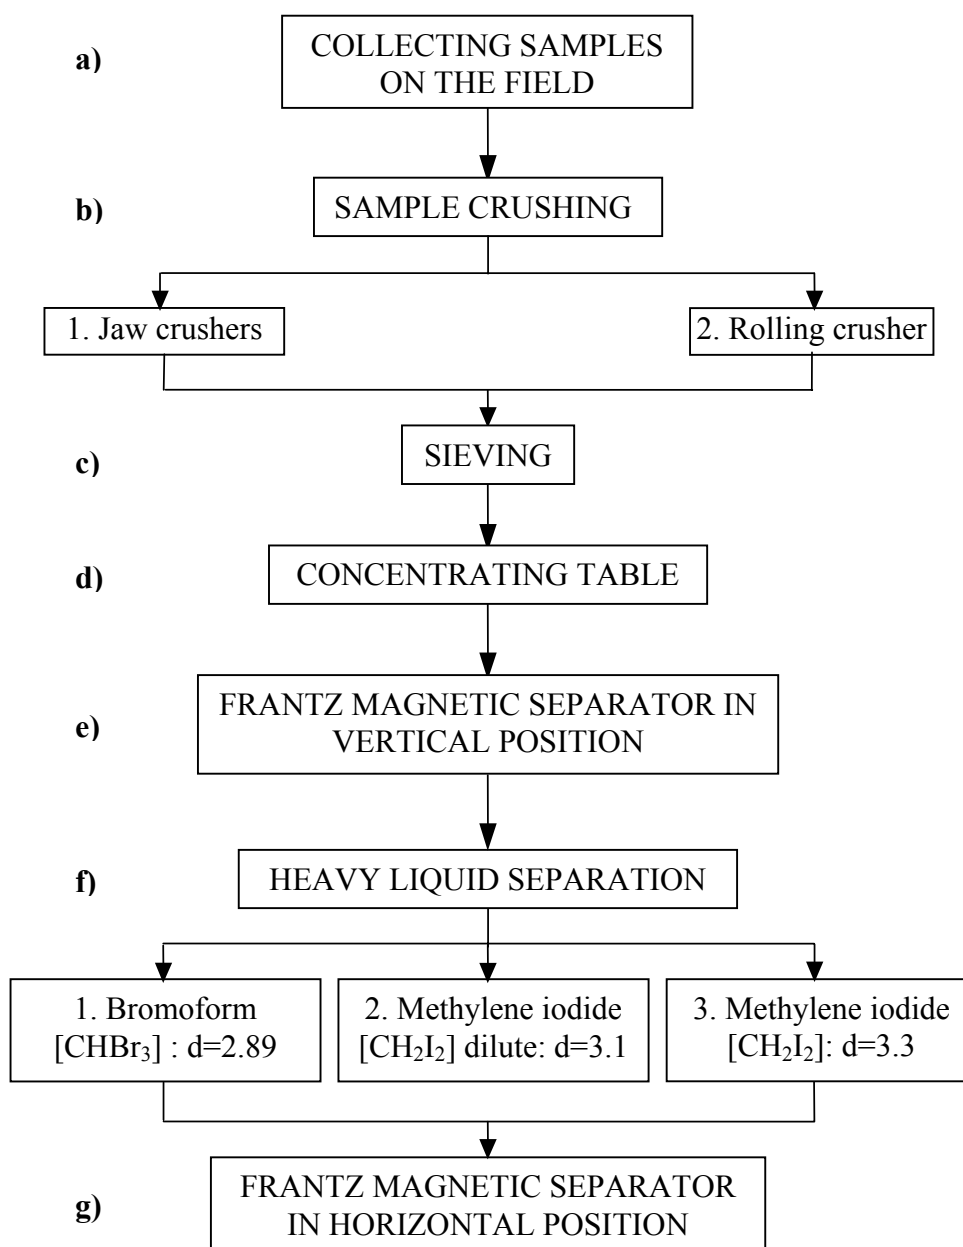 a)
COLLECTING SAMPLES
ON THE FIELD
b)
SAMPLE CRUSHING
1. Jaw crushers
2. Rolling crusher
c)
SIEVING
d)
CONCENTRATING TABLE
e)
FRANTZ MAGNETIC SEPARATOR IN
VERTICAL POSITION
f)
HEAVY LIQUID SEPARATION
1. Bromoform
[CHBr₃] : d=2.89
2. Methylene iodide
[CH₂I₂] dilute: d=3.1
3. Methylene iodide
[CH₂I₂]: d=3.3
g)
FRANTZ MAGNETIC SEPARATOR
IN HORIZONTAL POSITION